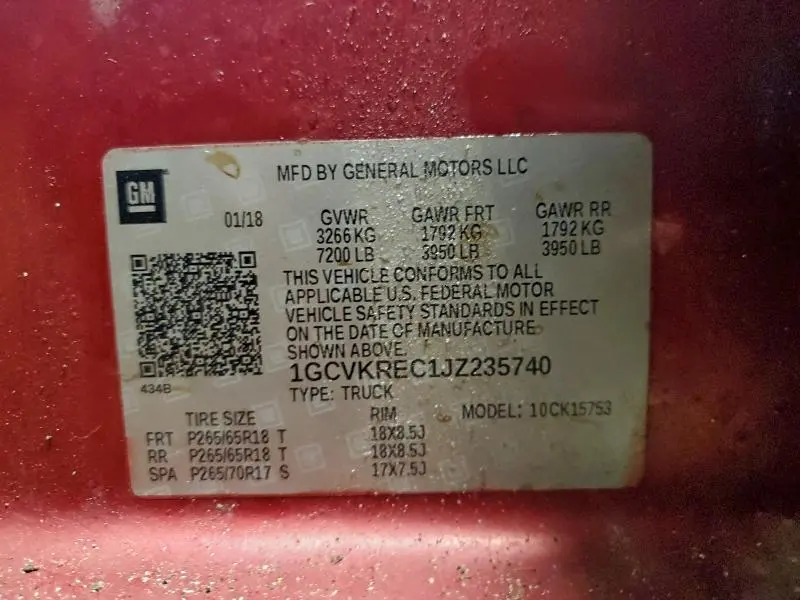 GM
MFD BY GENERAL MOTORS LLC
01/18 GVWR GAWR FRT GAWR RR
3266 KG 1792 KG 1792 KG
7200 LB 3950 LB 3950 LB
THIS VEHICLE CONFORMS TO ALL
APPLICABLE U.S. FEDERAL MOTOR
VEHICLE SAFETY STANDARDS IN EFFECT
ON THE DATE OF MANUFACTURE
SHOWN ABOVE.
1GCVKREC1JZ235740
434B
TYPE: TRUCK
TIRE SIZE RIM MODEL: 10CK15753
FRT P265/65R18 T 18X8.5J
RR P265/65R18 T 18X8.5J
SPA P265/70R17 S 17X7.5J